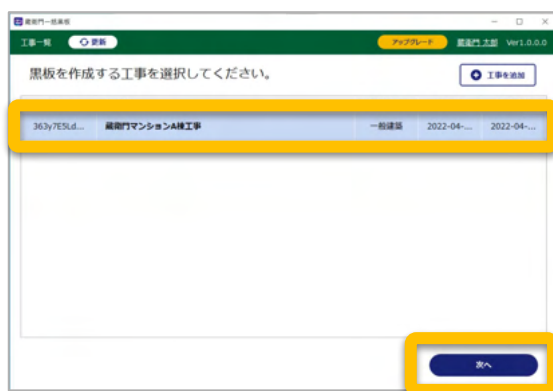 蔵衛門一括黒板
工事一覧 更新 アップグレード 蔵衛門 太郎 Ver1.0.0.0
黒板を作成する工事を選択してください。 工事を追加
363y7E5Ld... 蔵衛門マンションA棟工事 一般建築 2022-04-... 2022-04-...
次へ